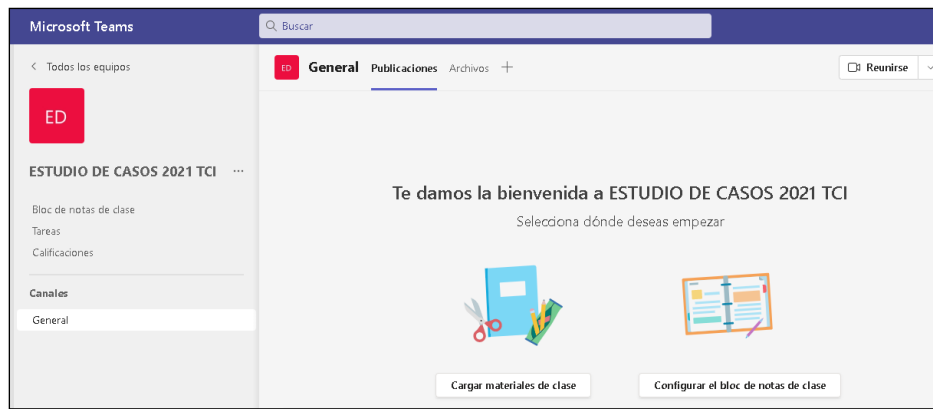 Microsoft Teams
Buscar
Todos los equipos
ED
ESTUDIO DE CASOS 2021 TCI ...
Bloc de notas de clase
Tareas
Calificaciones
Canales
General
ED General Publicaciones Archivos +
Reunirse
Te damos la bienvenida a ESTUDIO DE CASOS 2021 TCI
Selecciona dónde deseas empezar
Cargar materiales de clase
Configurar el bloc de notas de clase